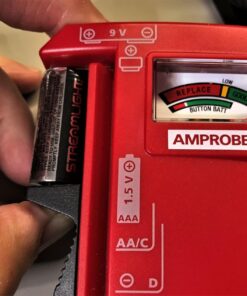 ⊕ 9 V ⊖
LOW
REPLACE
BUTTON BATT
AMPROBE
STREAMLIGHT
1.5 V
AAA
AA/C
D